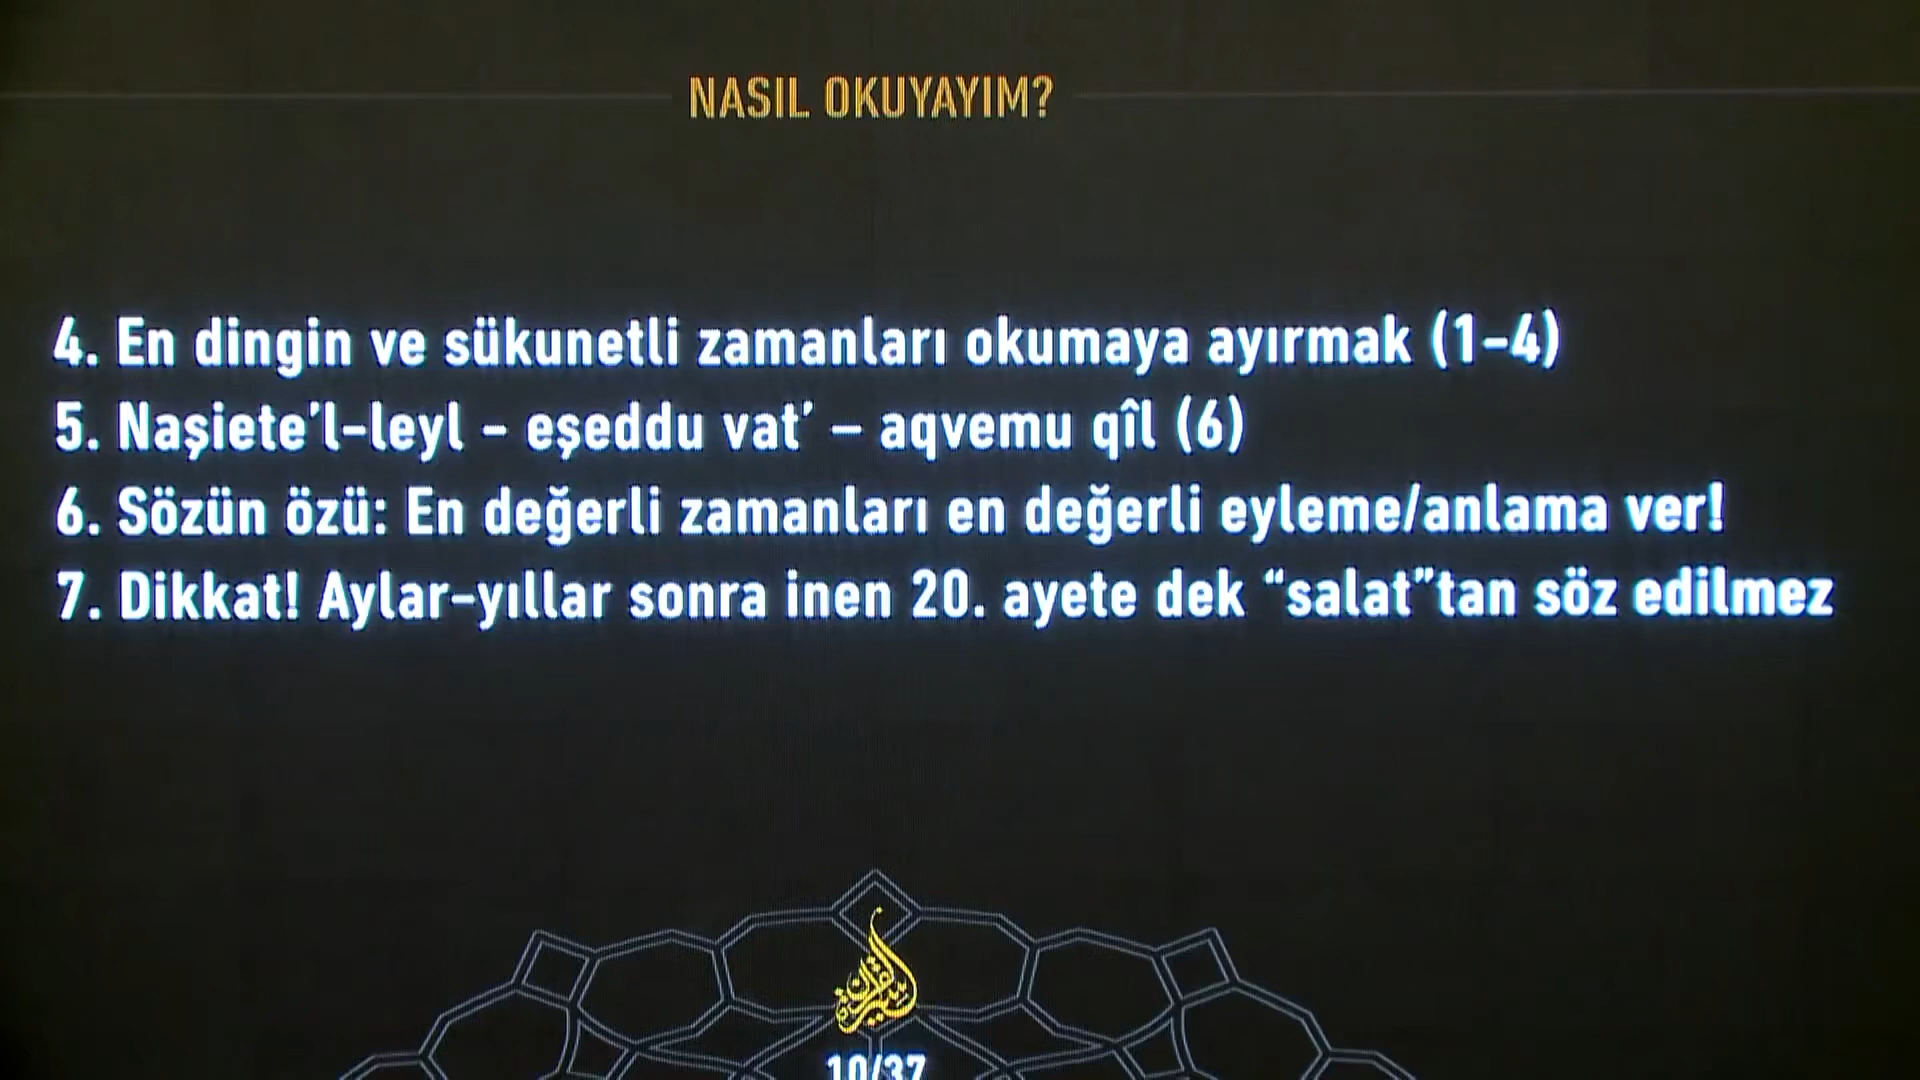 NASIL OKUYAYIM?
4. En dingin ve sükunetli zamanları okumaya ayırmak (1–4)
5. Naşiete’l–leyl – eşeddu vat’ – aqvemu qîl (6)
6. Sözün özü: En değerli zamanları en değerli eyleme/anlama ver!
7. Dikkat! Aylar–yıllar sonra inen 20. ayete dek “salat”tan söz edilmez
10/37